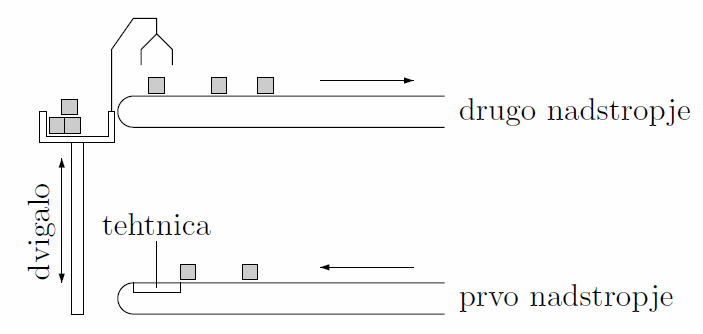 drugo nadstropje
dvigalo
tehtnica
prvo nadstropje